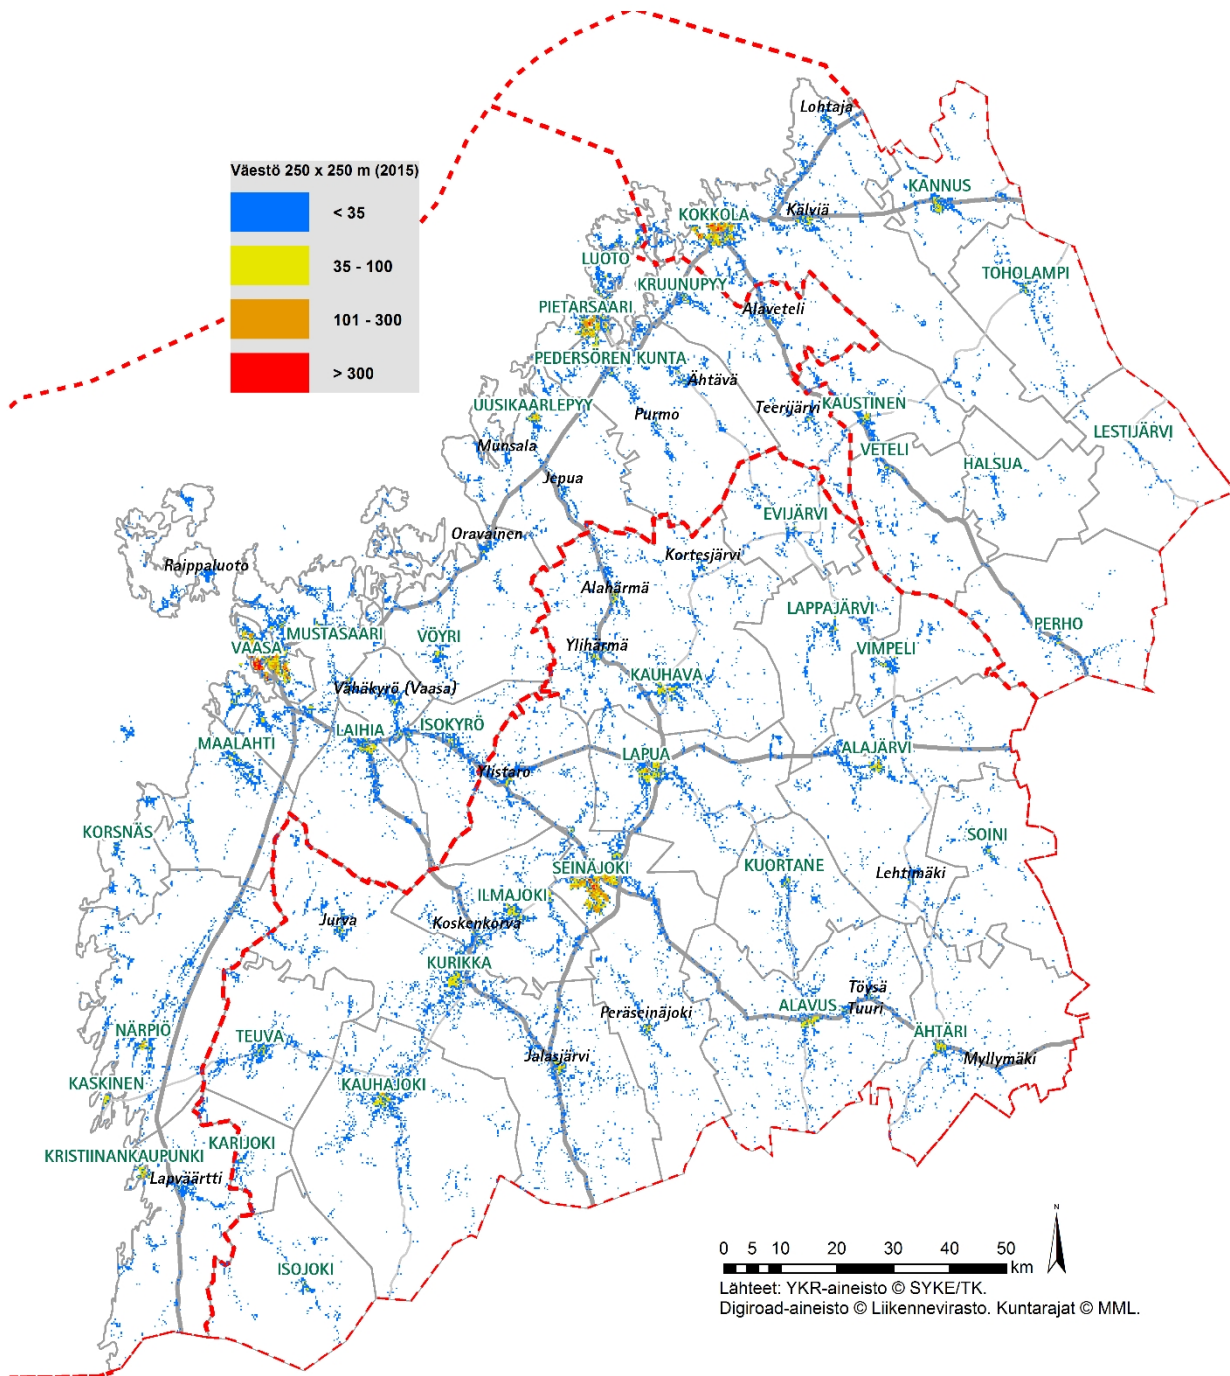 Lohtaja
Väestö 250 x 250 m (2015)
< 35
35 - 100
101 - 300
> 300
KANNUS
KOKKOLA
Kälviä
LUOTO
TOHOLAMPI
KRUUNUPYY
PIETARSAARI
Alaveteli
PEDERSÖREN KUNTA
Ähtävä
UUSIKAARLEPYY
Purmo
Teerijärvi
KAUSTINEN
LESTIJÄRVI
Munsala
VETELI
HALSUA
Jepua
EVIJÄRVI
Oravainen
Kortesjärvi
Raippaluoto
Alahärmä
LAPPAJÄRVI
PERHO
MUSTASAARI
VÖYRI
VAASA
Ylihärmä
VIMPELI
KAUHAVA
Vähäkyrö (Vaasa)
ISOKYRÖ
LAIHIA
MAALAHTI
LAPUA
ALAJÄRVI
Ylistaro
KORSNÄS
SOINI
SEINÄJOKI
KUORTANE
Lehtimäki
ILMAJOKI
Jurva
Koskenkorva
KURIKKA
Töysä
ALAVUS
Tuuri
Peräseinäjoki
NÄRPIÖ
TEUVA
ÄHTÄRI
Jalasjärvi
Myllymäki
KASKINEN
KAUHAJOKI
KARIJOKI
KRISTIINANKAUPUNKI
Lapväärtti
ISOJOKI
N
0 5 10 20 30 40 50
km
Lähteet: YKR-aineisto © SYKE/TK.
Digiroad-aineisto © Liikennevirasto. Kuntarajat © MML.